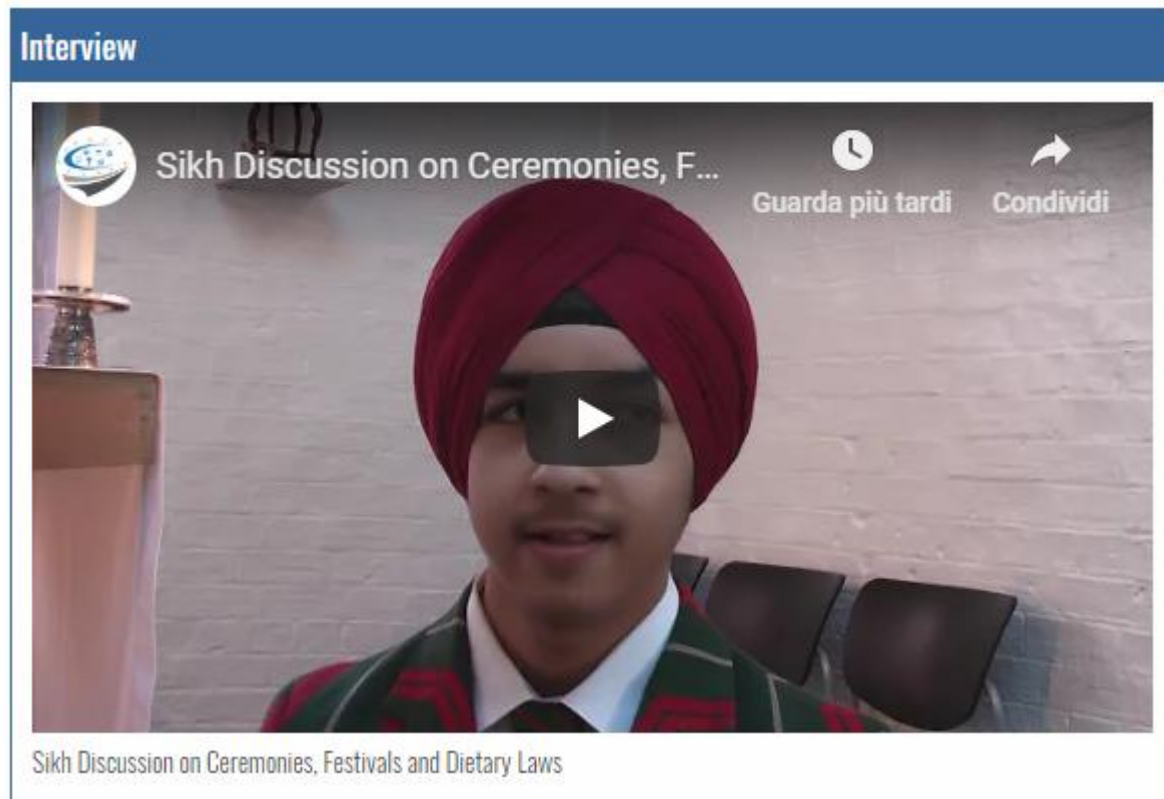 Interview
Sikh Discussion on Ceremonies, F...
Guarda più tardi
Condividi
Sikh Discussion on Ceremonies, Festivals and Dietary Laws